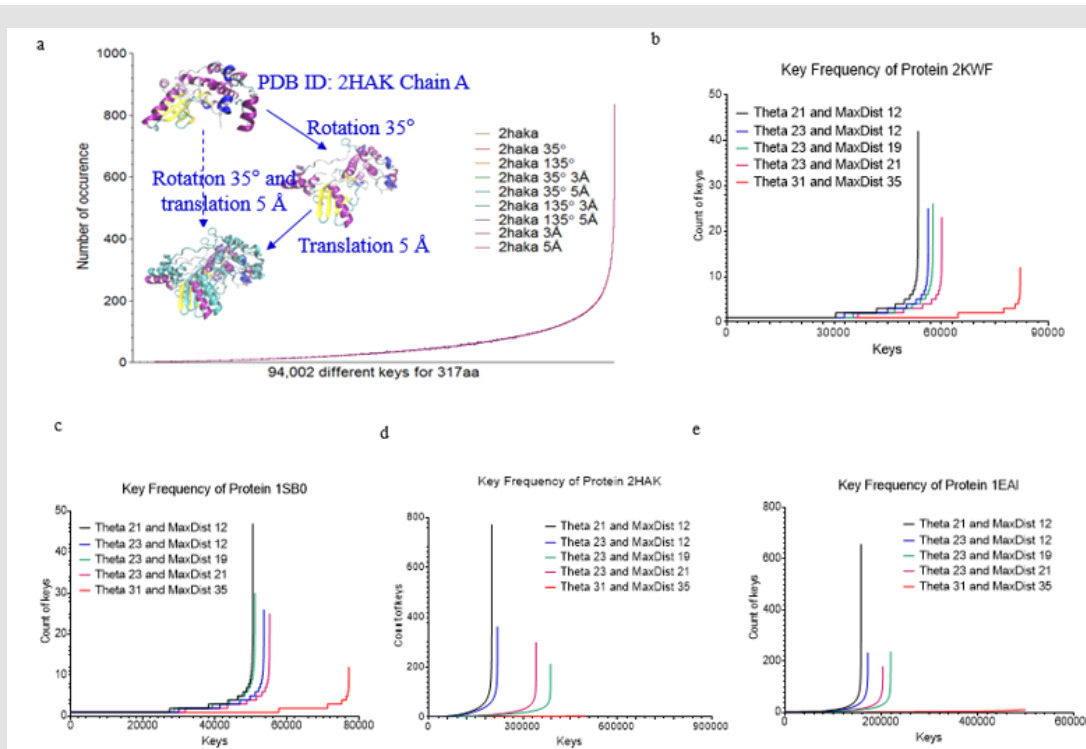 a
1000
800
600
400
200
0
Number of occurence
PDB ID: 2HAK Chain A
Rotation 35°
Rotation 35° and
translation 5 Å
Translation 5 Å
2haka
2haka 35°
2haka 135°
2haka 35° 3Å
2haka 35° 5Å
2haka 135° 3Å
2haka 135° 5Å
2haka 3Å
2haka 5Å
94,002 different keys for 317aa
b
Key Frequency of Protein 2KWF
50
40
30
20
10
0
Count of keys
Theta 21 and MaxDist 12
Theta 23 and MaxDist 12
Theta 23 and MaxDist 19
Theta 23 and MaxDist 21
Theta 31 and MaxDist 35
0 30000 60000 90000
Keys
c
Key Frequency of Protein 1SB0
50
40
30
20
10
0
Count of keys
Theta 21 and MaxDist 12
Theta 23 and MaxDist 12
Theta 23 and MaxDist 19
Theta 23 and MaxDist 21
Theta 31 and MaxDist 35
0 20000 40000 60000 80000
Keys
d
Key Frequency of Protein 2HAK
800
600
400
200
0
Count of keys
Theta 21 and MaxDist 12
Theta 23 and MaxDist 12
Theta 23 and MaxDist 19
Theta 23 and MaxDist 21
Theta 31 and MaxDist 35
0 300000 600000 900000
Keys
e
Key Frequency of Protein 1EAI
800
600
400
200
0
Count of keys
Theta 21 and MaxDist 12
Theta 23 and MaxDist 12
Theta 23 and MaxDist 19
Theta 23 and MaxDist 21
Theta 31 and MaxDist 35
0 200000 400000
Keys